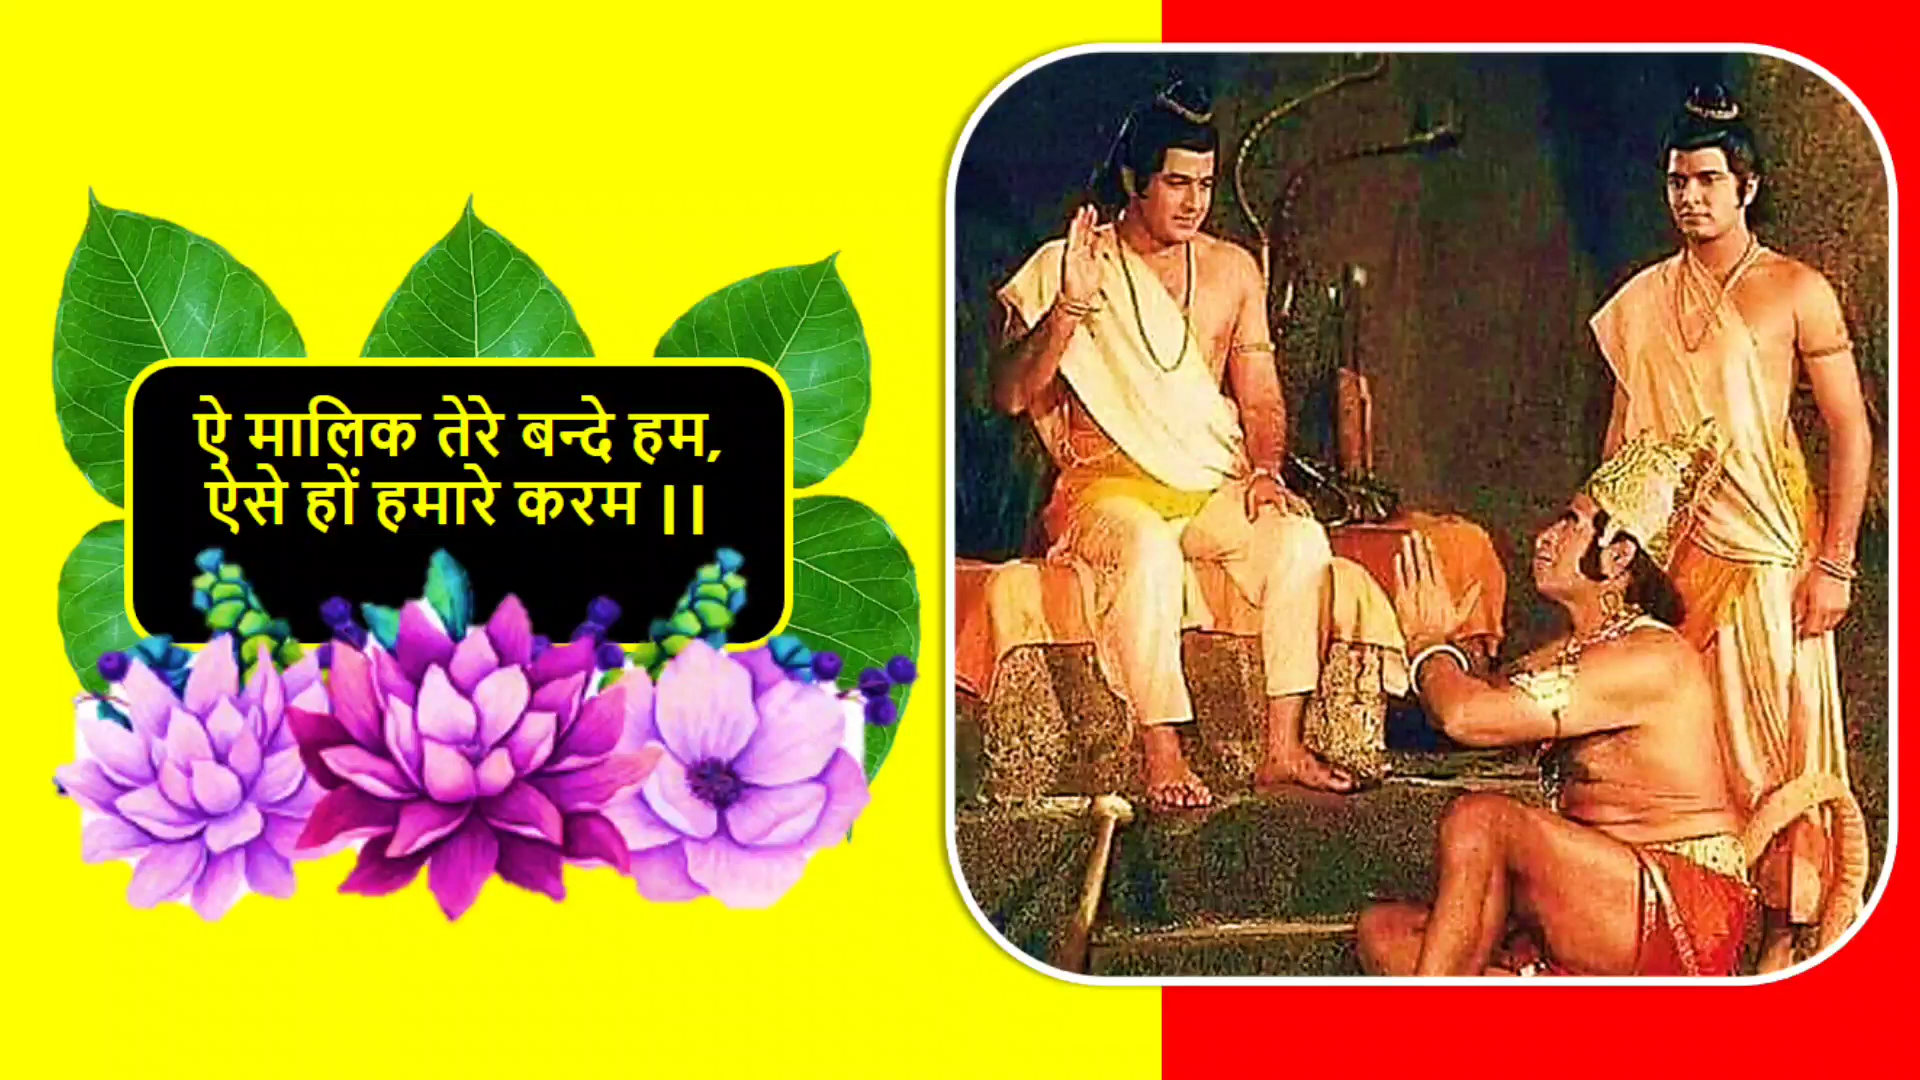 ऐ मालिक तेरे बन्दे हम,
ऐसे हों हमारे करम ।।